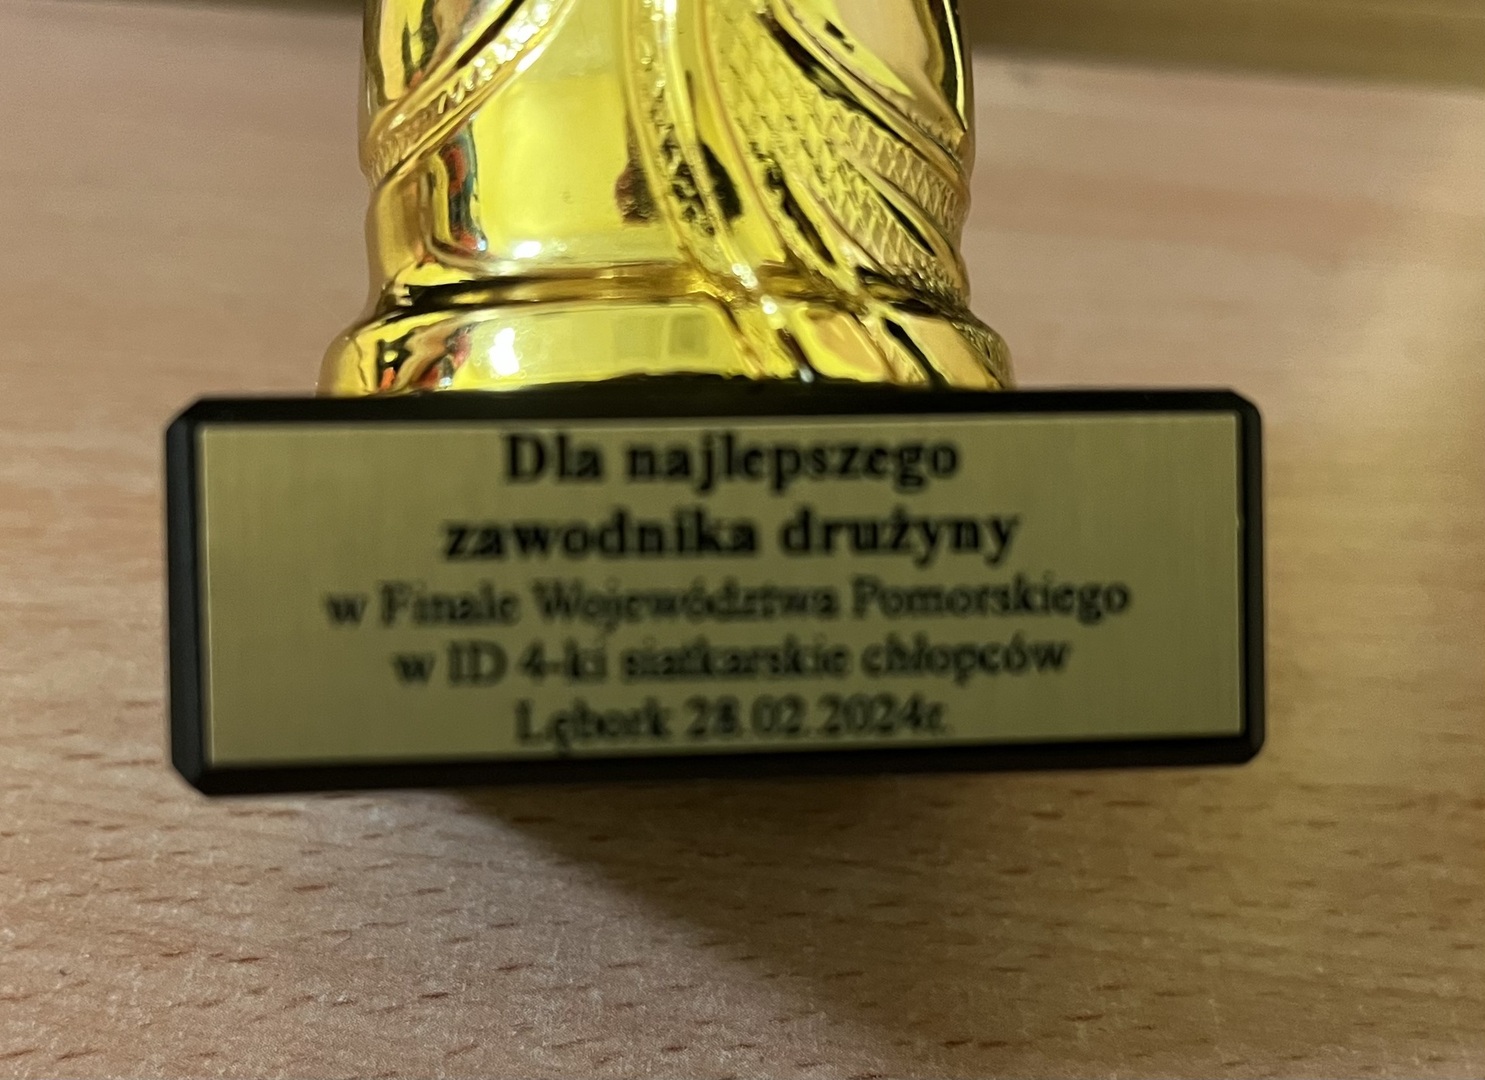 Dla najlepszego
zawodnika drużyny
w Finale Województwa Pomorskiego
w ID 4-ki siatkarskie chłopców
Lębork 28.02.2024r.